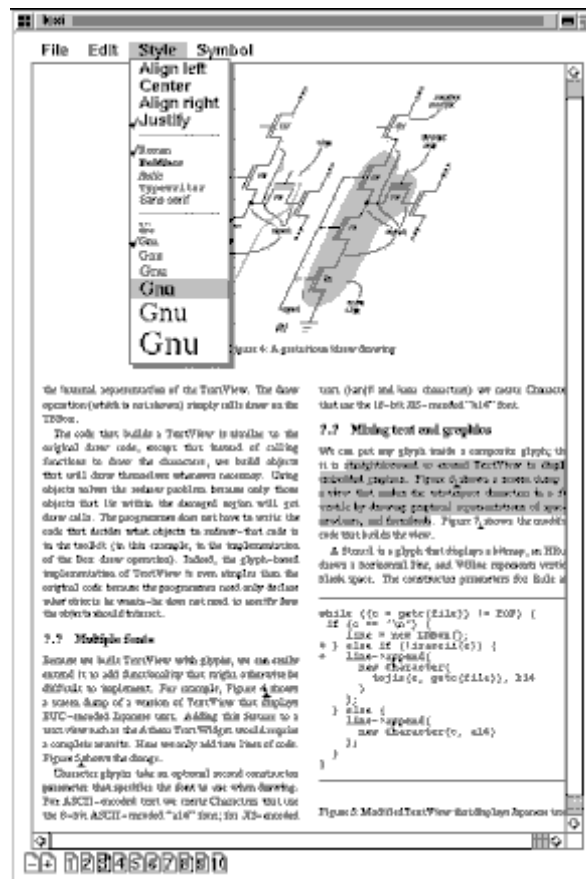 lexi
File Edit Style Symbol
Align left
Center
Align right
Justify
Roman
Boldface
Italic
Typewriter
Sans serif
Gnu
Gnu
Gnu
Gnu
Gnu
Gnu
Gnu
Figure 4: A gratuitous idraw drawing
the internal representation of the TextView. The draw
operation (which is not shown) simply calls draw on the
TBBox.
The code that builds a TextView is similar to the
original draw code, except that instead of calling
functions to draw the characters, we build objects
that will draw themselves whenever necessary. Using
objects solves the redraw problem because only those
objects that lie within the damaged region will get
draw calls. The programmer does not have to write the
code that decides what objects to redraw–that code is
in the toolkit (in this example, in the implementation
of the Box draw operation). Indeed, the glyph-based
implementation of TextView is even simpler than the
original code because the programmer need only declare
what objects he wants–he does not need to specify how
the objects should interact.
Multiple fonts
Because we built TextView with glyphs, we can easily
extend it to add functionality that might otherwise be
difficult to implement. For example, Figure 4 shows
a screen dump of a version of TextView that displays
EUC-encoded Japanese text. Adding this feature to a
text view such as the Athena Text Widget would require
a complete rewrite. Here we only add two lines of code.
Figure 5 shows the change.
Character glyphs take an optional second constructor
parameter that specifies the font to use when drawing.
For ASCII-encoded text we create Characters that use
the 8-bit ASCII-encoded "a14" font; for JIS-encoded
text (kanji and kana characters) we create Character
that use the 16-bit JIS-encoded "k14" font.
Mixing text and graphics
We can put any glyph inside a composite glyph; th
it is straightforward to extend TextView to displ
embedded graphics. Figure 6 shows a screen dump
a view that makes the whitespace characters in a
visible by drawing graphical representations of spac
newlines, and formfeeds. Figure 7 shows the modifi
code that builds the view.
A Stencil is a glyph that displays a bitmap, an HRu
draws a horizontal line, and VGlue represents vertic
blank space. The constructor parameters for Rule a
while ((c = getc(file)) != EOF) {
if (c == '\n') {
line = new LRBox();
+ } else if (!isascii(c)) {
+ line->append(
new Character(
tojis(c, getc(file)), k14
)
);
} else {
line->append(
new Character(c, a14)
);
}
}
Figure 5: Modified TextView that displays Japanese te
1 2 3 4 5 6 7 8 9 10